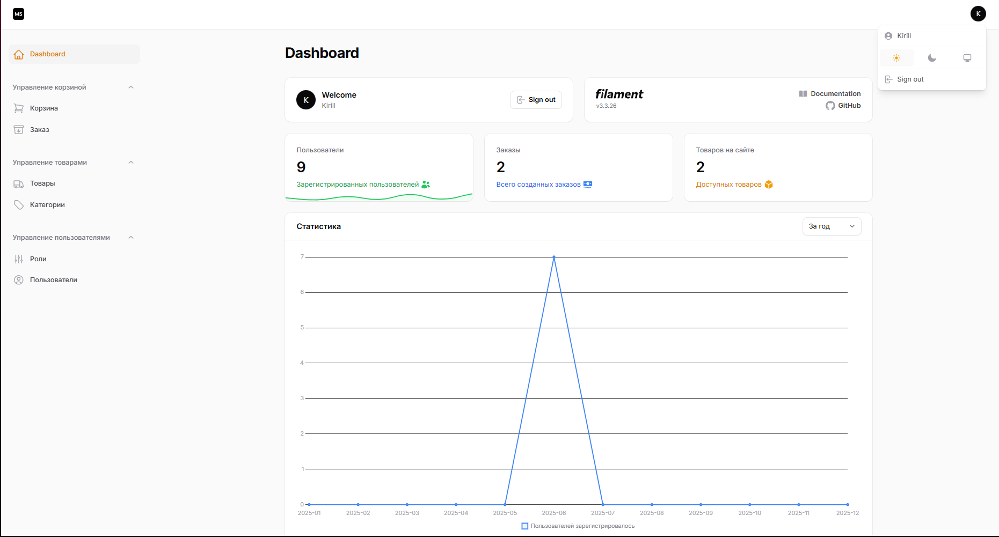 MS
K
Kirill
Sign out
Dashboard
Управление корзиной
Корзина
Заказ
Управление товарами
Товары
Категории
Управление пользователями
Роли
Пользователи
Dashboard
K
Welcome
Kirill
Sign out
filament
v3.3.26
Documentation
GitHub
Пользователи
9
Зарегистрированных пользователей
Заказы
2
Всего созданных заказов
Товаров на сайте
2
Доступных товаров
Статистика
За год
7
6
5
4
3
2
1
0
2025-01 2025-02 2025-03 2025-04 2025-05 2025-06 2025-07 2025-08 2025-09 2025-10 2025-11 2025-12
Пользователей зарегистрировалось